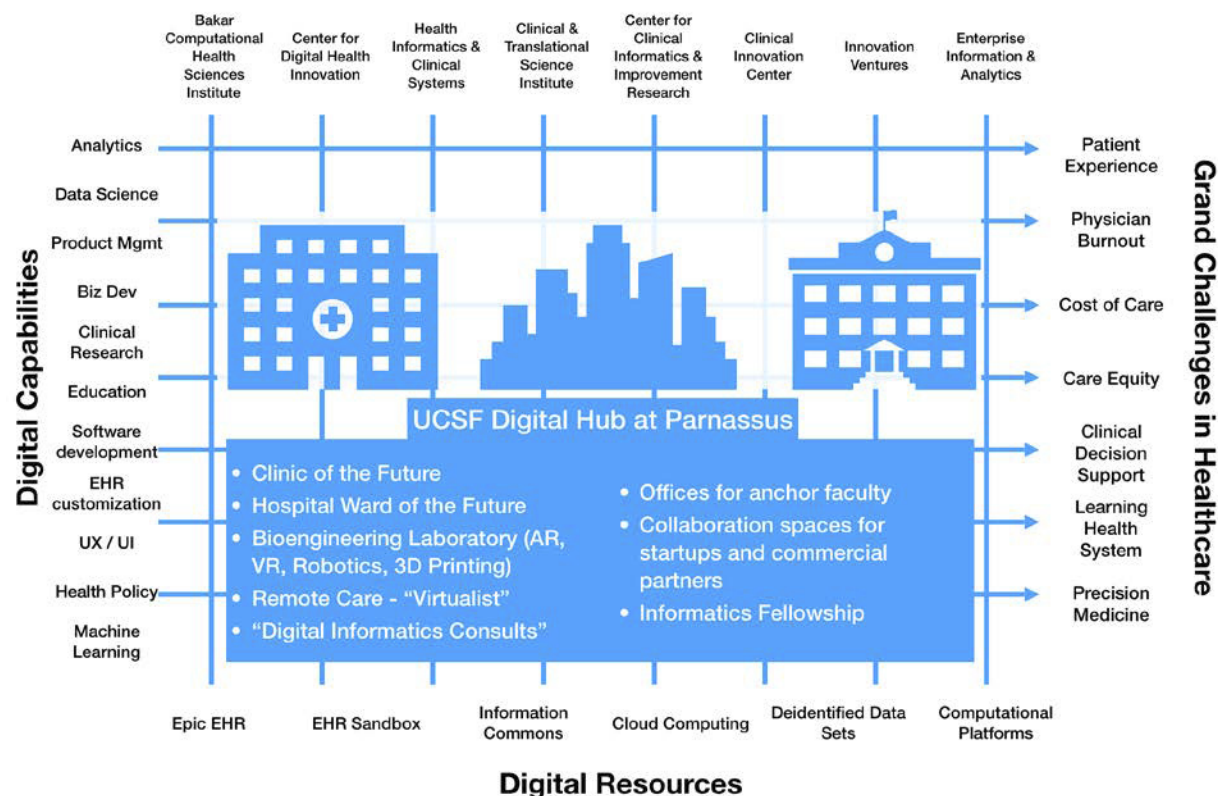 Bakar
Computational
Health
Sciences
Institute
Center for
Digital Health
Innovation
Health
Informatics &
Clinical
Systems
Clinical &
Translational
Science
Institute
Center for
Clinical
Informatics &
Improvement
Research
Clinical
Innovation
Center
Innovation
Ventures
Enterprise
Information &
Analytics
Digital Capabilities
Analytics
Data Science
Product Mgmt
Biz Dev
Clinical
Research
Education
Software
development
EHR
customization
UX / UI
Health Policy
Machine
Learning
UCSF Digital Hub at Parnassus
• Clinic of the Future
• Hospital Ward of the Future
• Bioengineering Laboratory (AR,
VR, Robotics, 3D Printing)
• Remote Care - “Virtualist”
• “Digital Informatics Consults”
• Offices for anchor faculty
• Collaboration spaces for
startups and commercial
partners
• Informatics Fellowship
Patient
Experience
Physician
Burnout
Cost of Care
Care Equity
Clinical
Decision
Support
Learning
Health
System
Precision
Medicine
Grand Challenges in Healthcare
Epic EHR
EHR Sandbox
Information
Commons
Cloud Computing
Deidentified Data
Sets
Computational
Platforms
Digital Resources